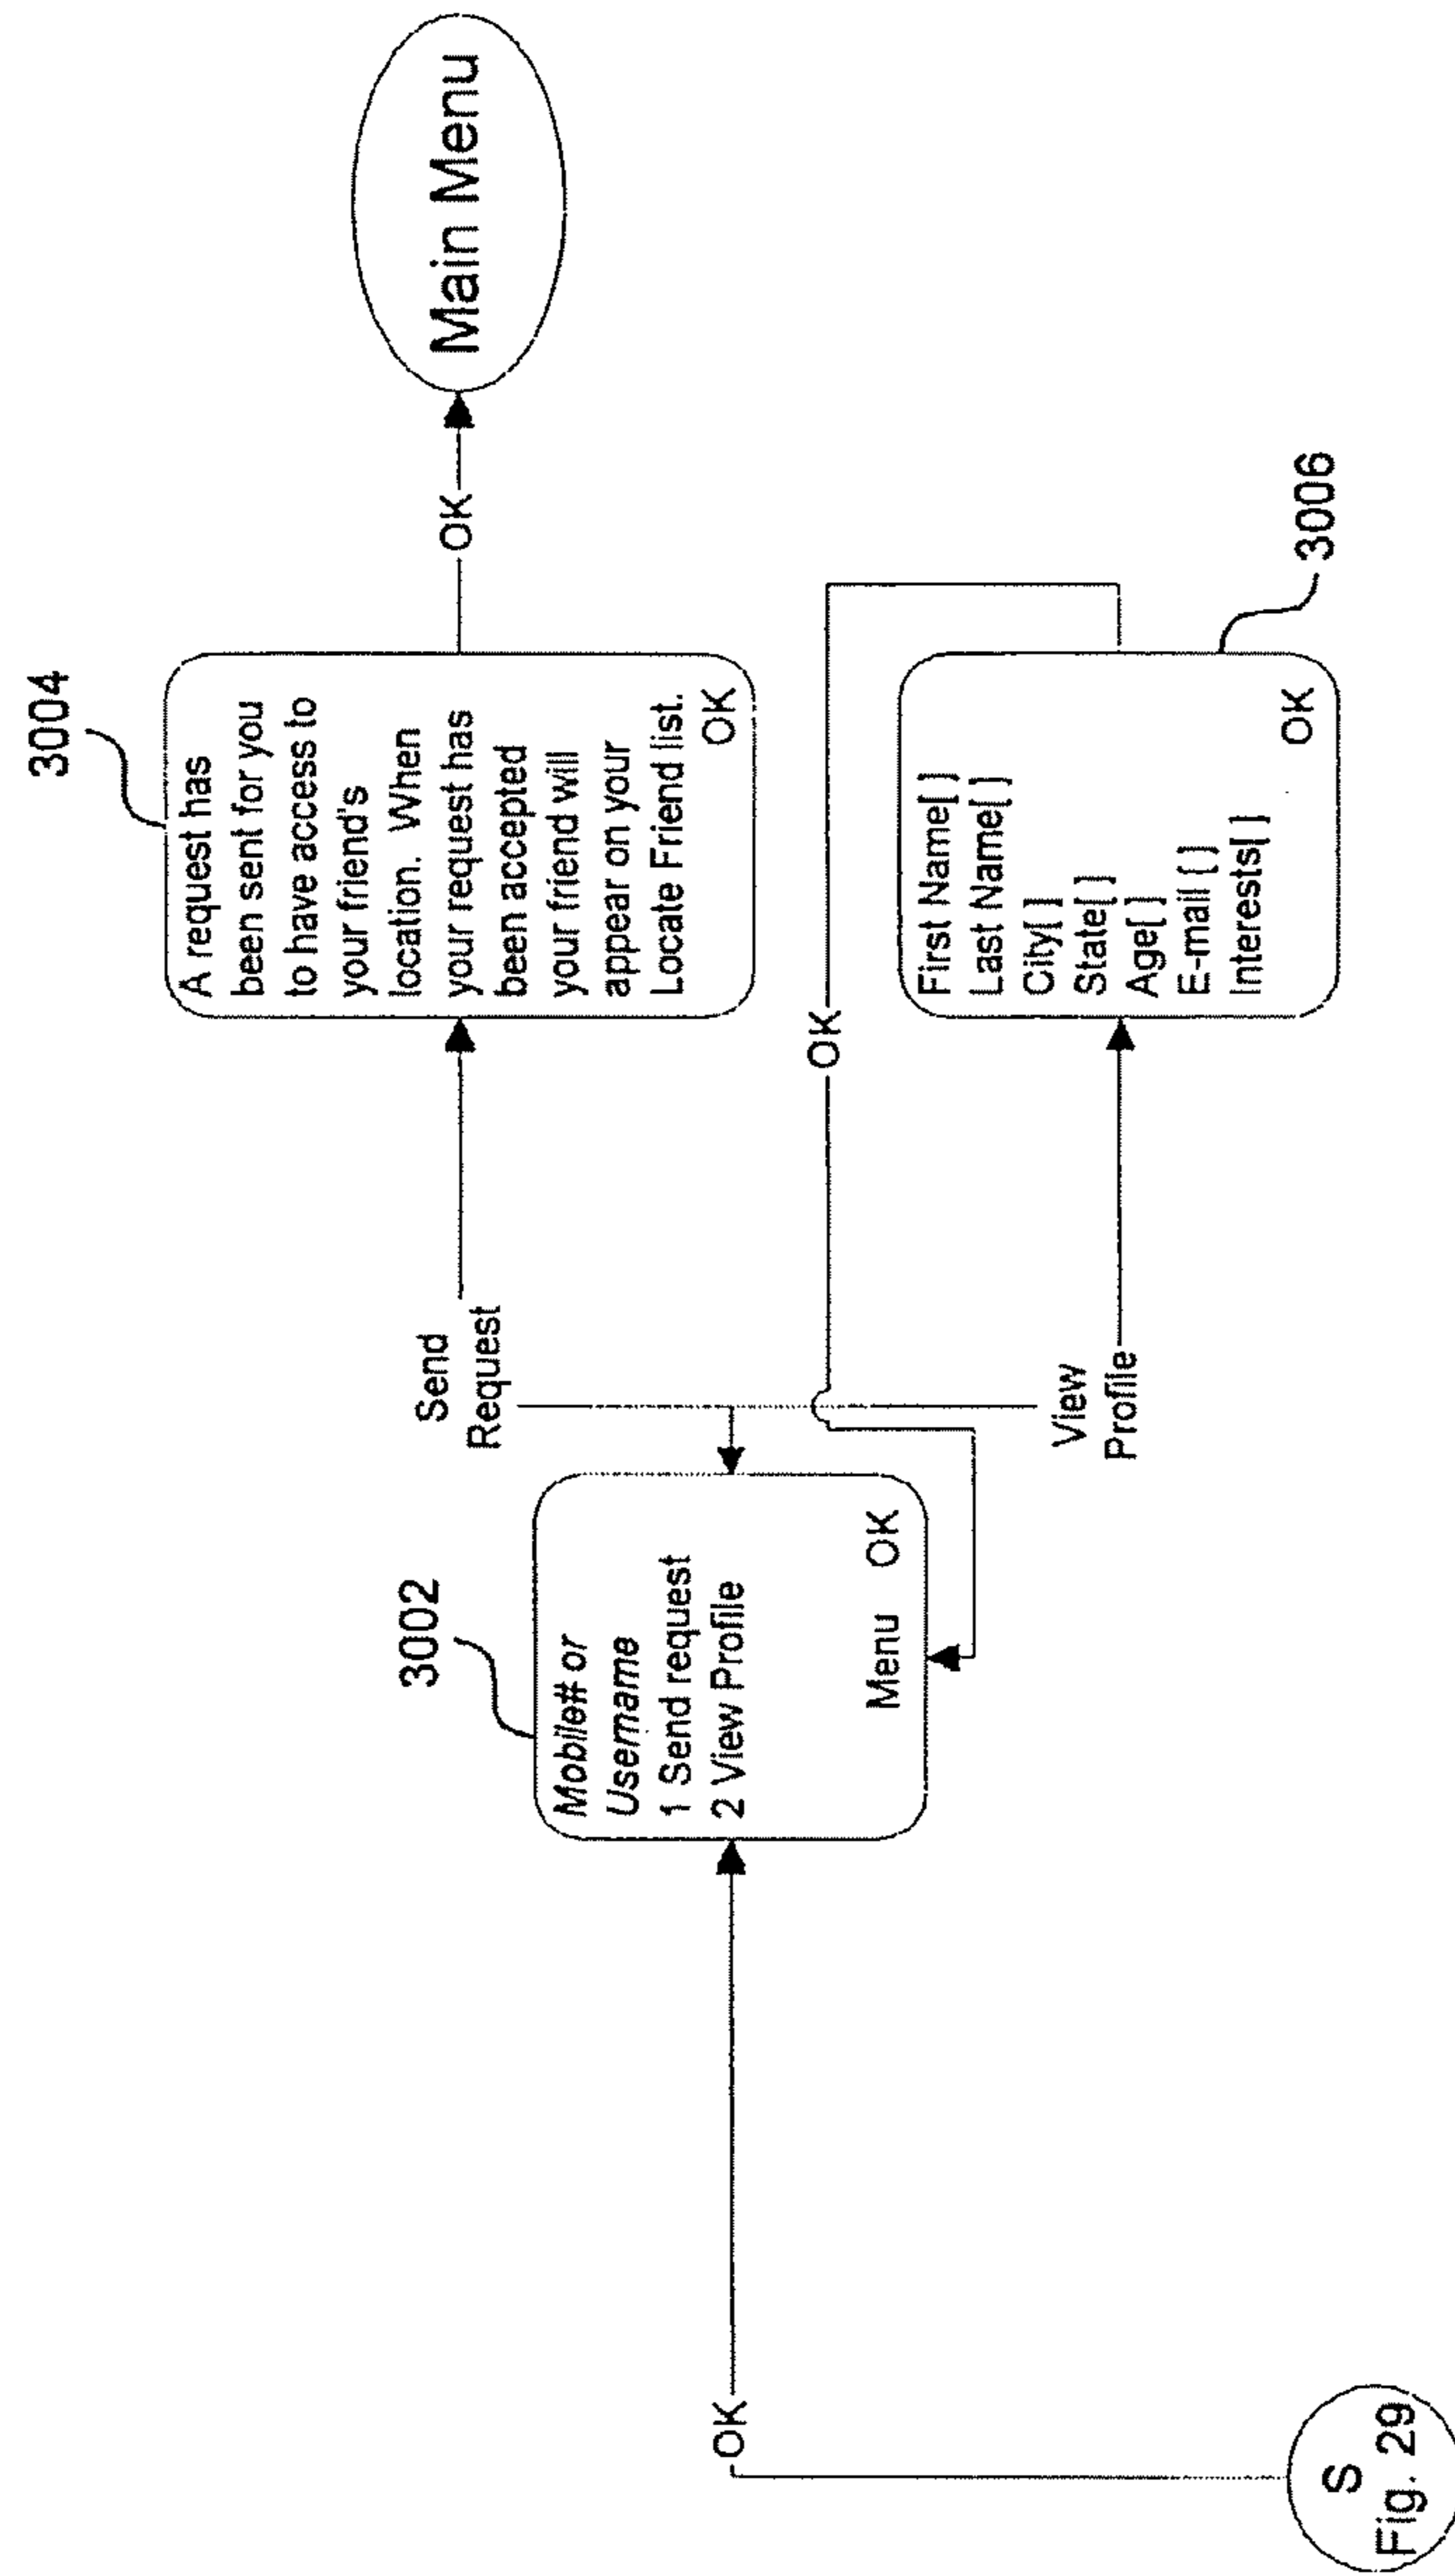 3004
A request has
been sent for you
to have access to
your friend's
location. When
your request has
been accepted
your friend will
appear on your
Locate Friend list.
OK
OK
Main Menu
Send
Request
3002
Mobile# or
Username
1 Send request
2 View Profile
Menu OK
OK
OK
View
Profile
First Name[ ]
Last Name[ ]
City[ ]
State[ ]
Age[ ]
E-mail [ ]
Interests[ ]
OK
3006
S
Fig. 29